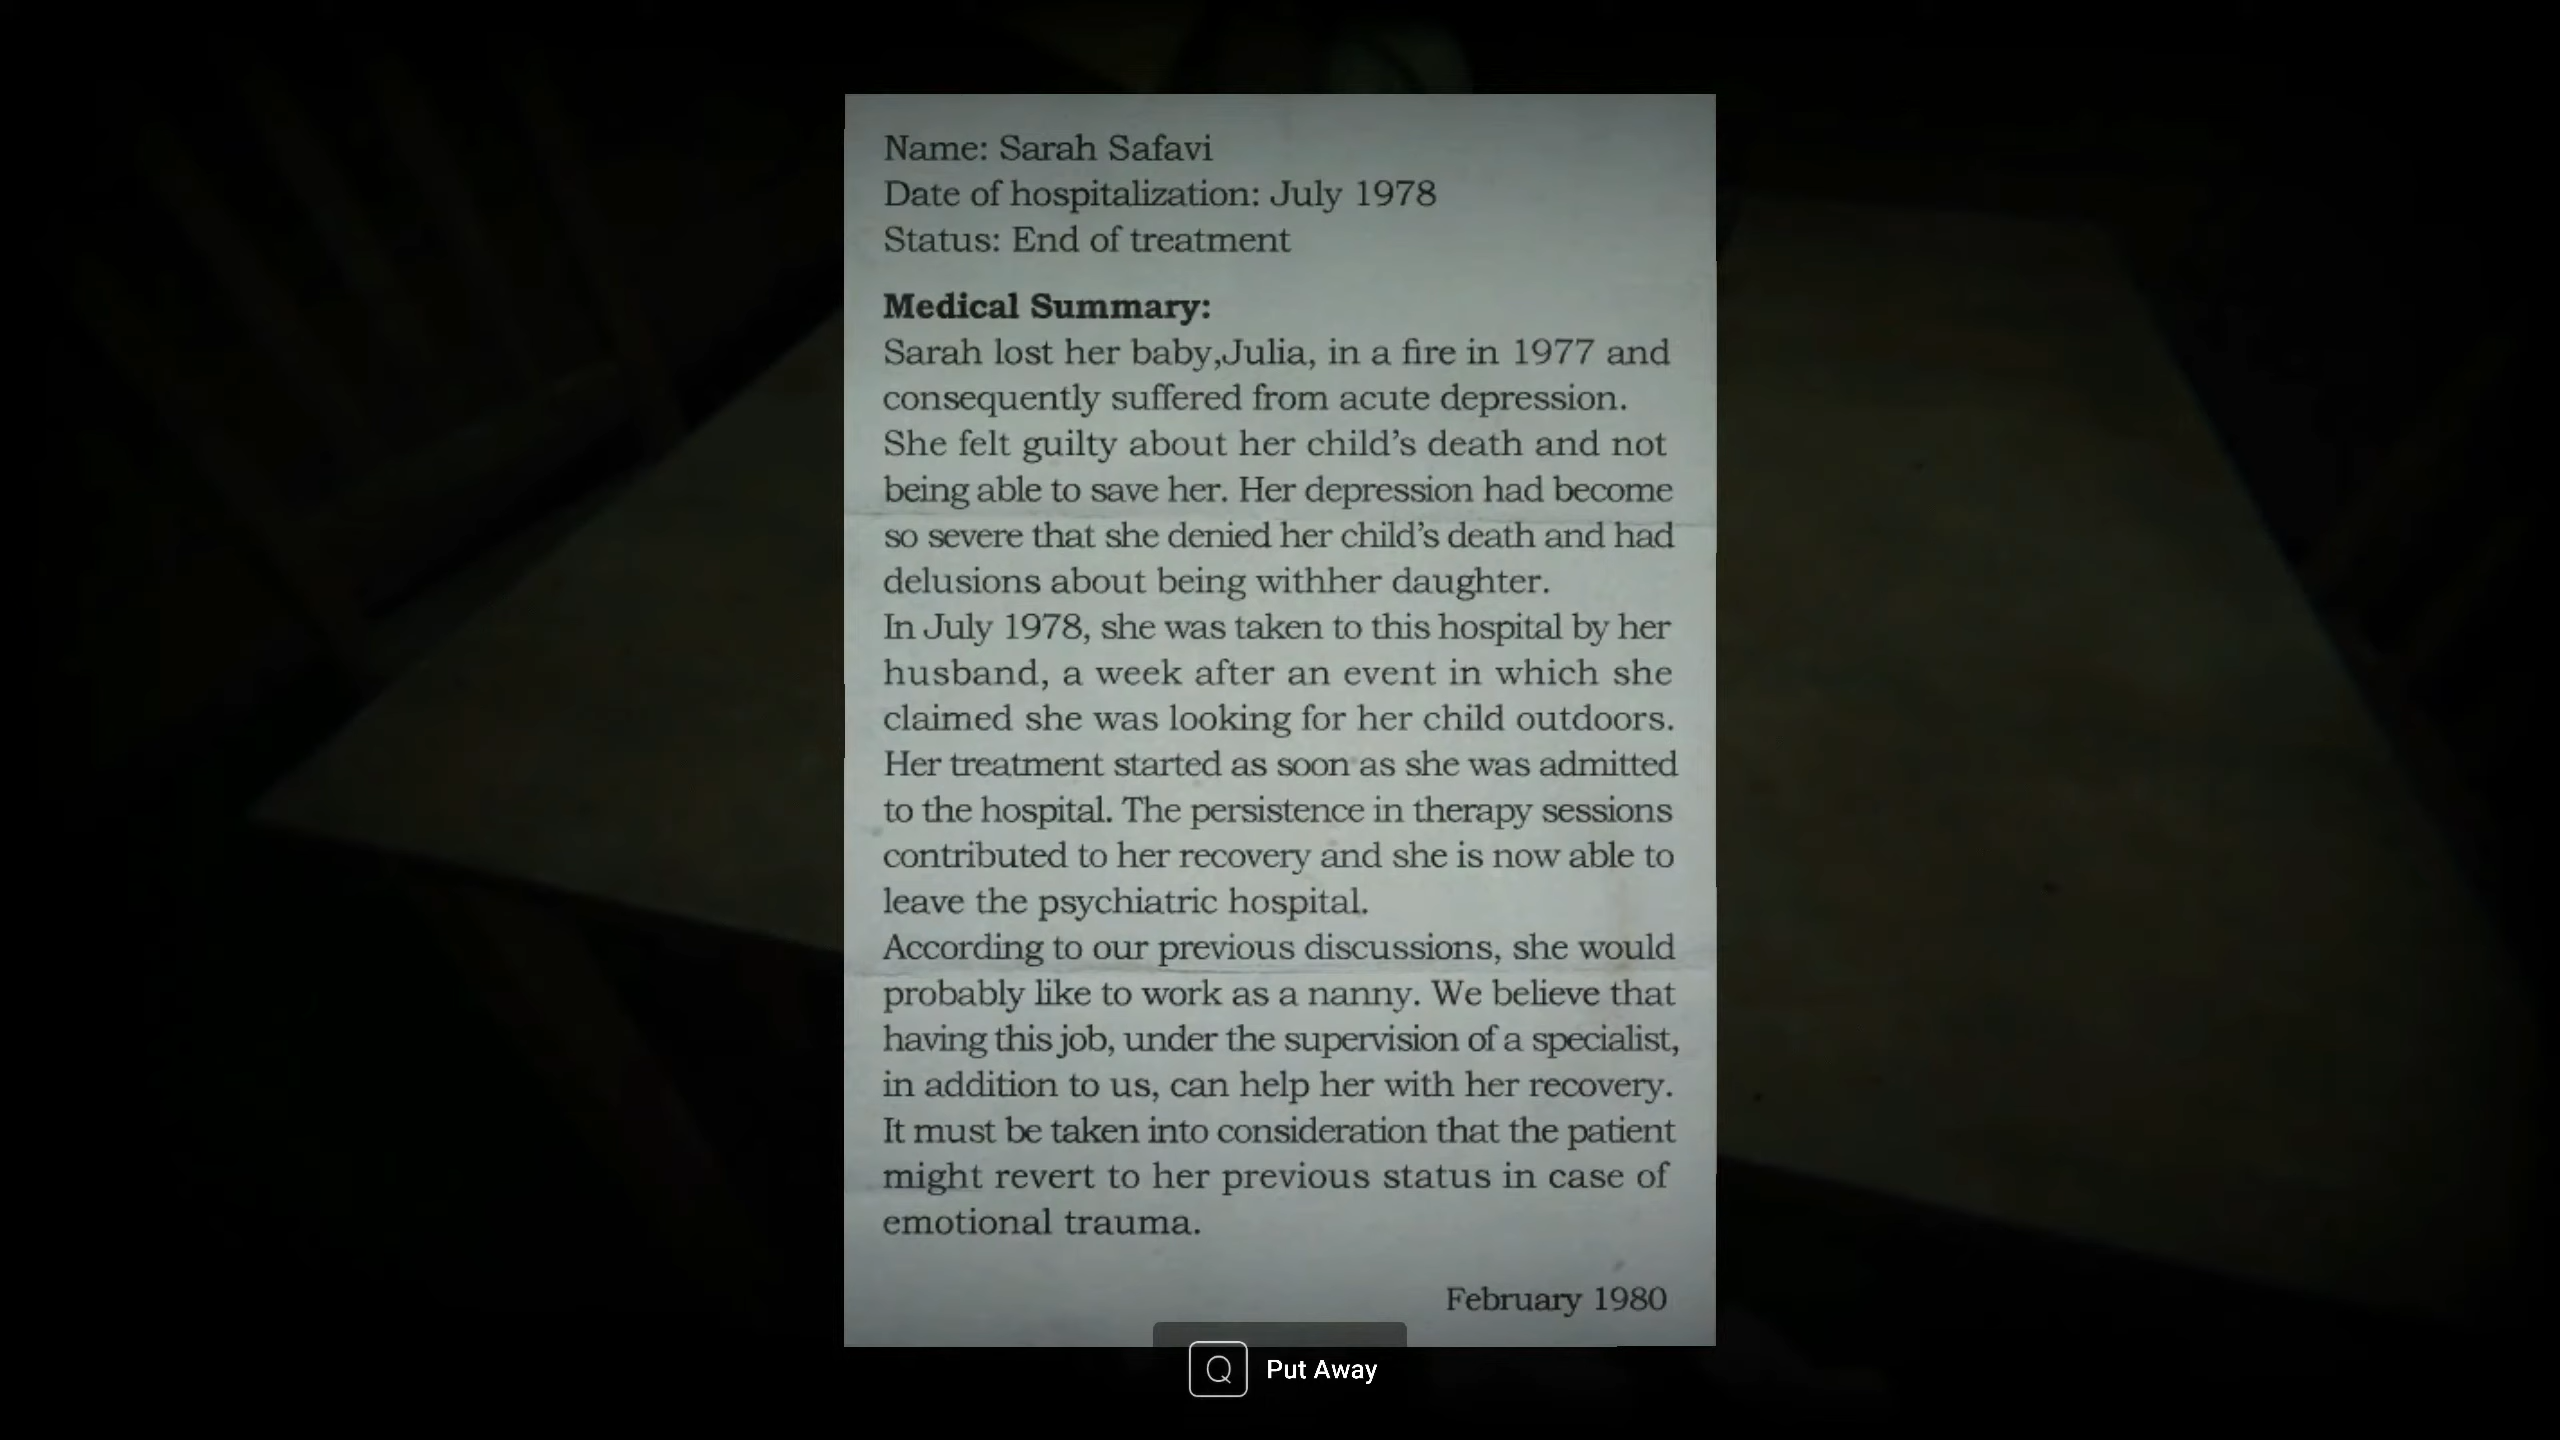 Name: Sarah Safavi
Date of hospitalization: July 1978
Status: End of treatment
Medical Summary:
Sarah lost her baby,Julia, in a fire in 1977 and
consequently suffered from acute depression.
She felt guilty about her child's death and not
being able to save her. Her depression had become
so severe that she denied her child's death and had
delusions about being withher daughter.
In July 1978, she was taken to this hospital by her
husband, a week after an event in which she
claimed she was looking for her child outdoors.
Her treatment started as soon as she was admitted
to the hospital. The persistence in therapy sessions
contributed to her recovery and she is now able to
leave the psychiatric hospital.
According to our previous discussions, she would
probably like to work as a nanny. We believe that
having this job, under the supervision of a specialist,
in addition to us, can help her with her recovery.
It must be taken into consideration that the patient
might revert to her previous status in case of
emotional trauma.
February 1980
Q Put Away